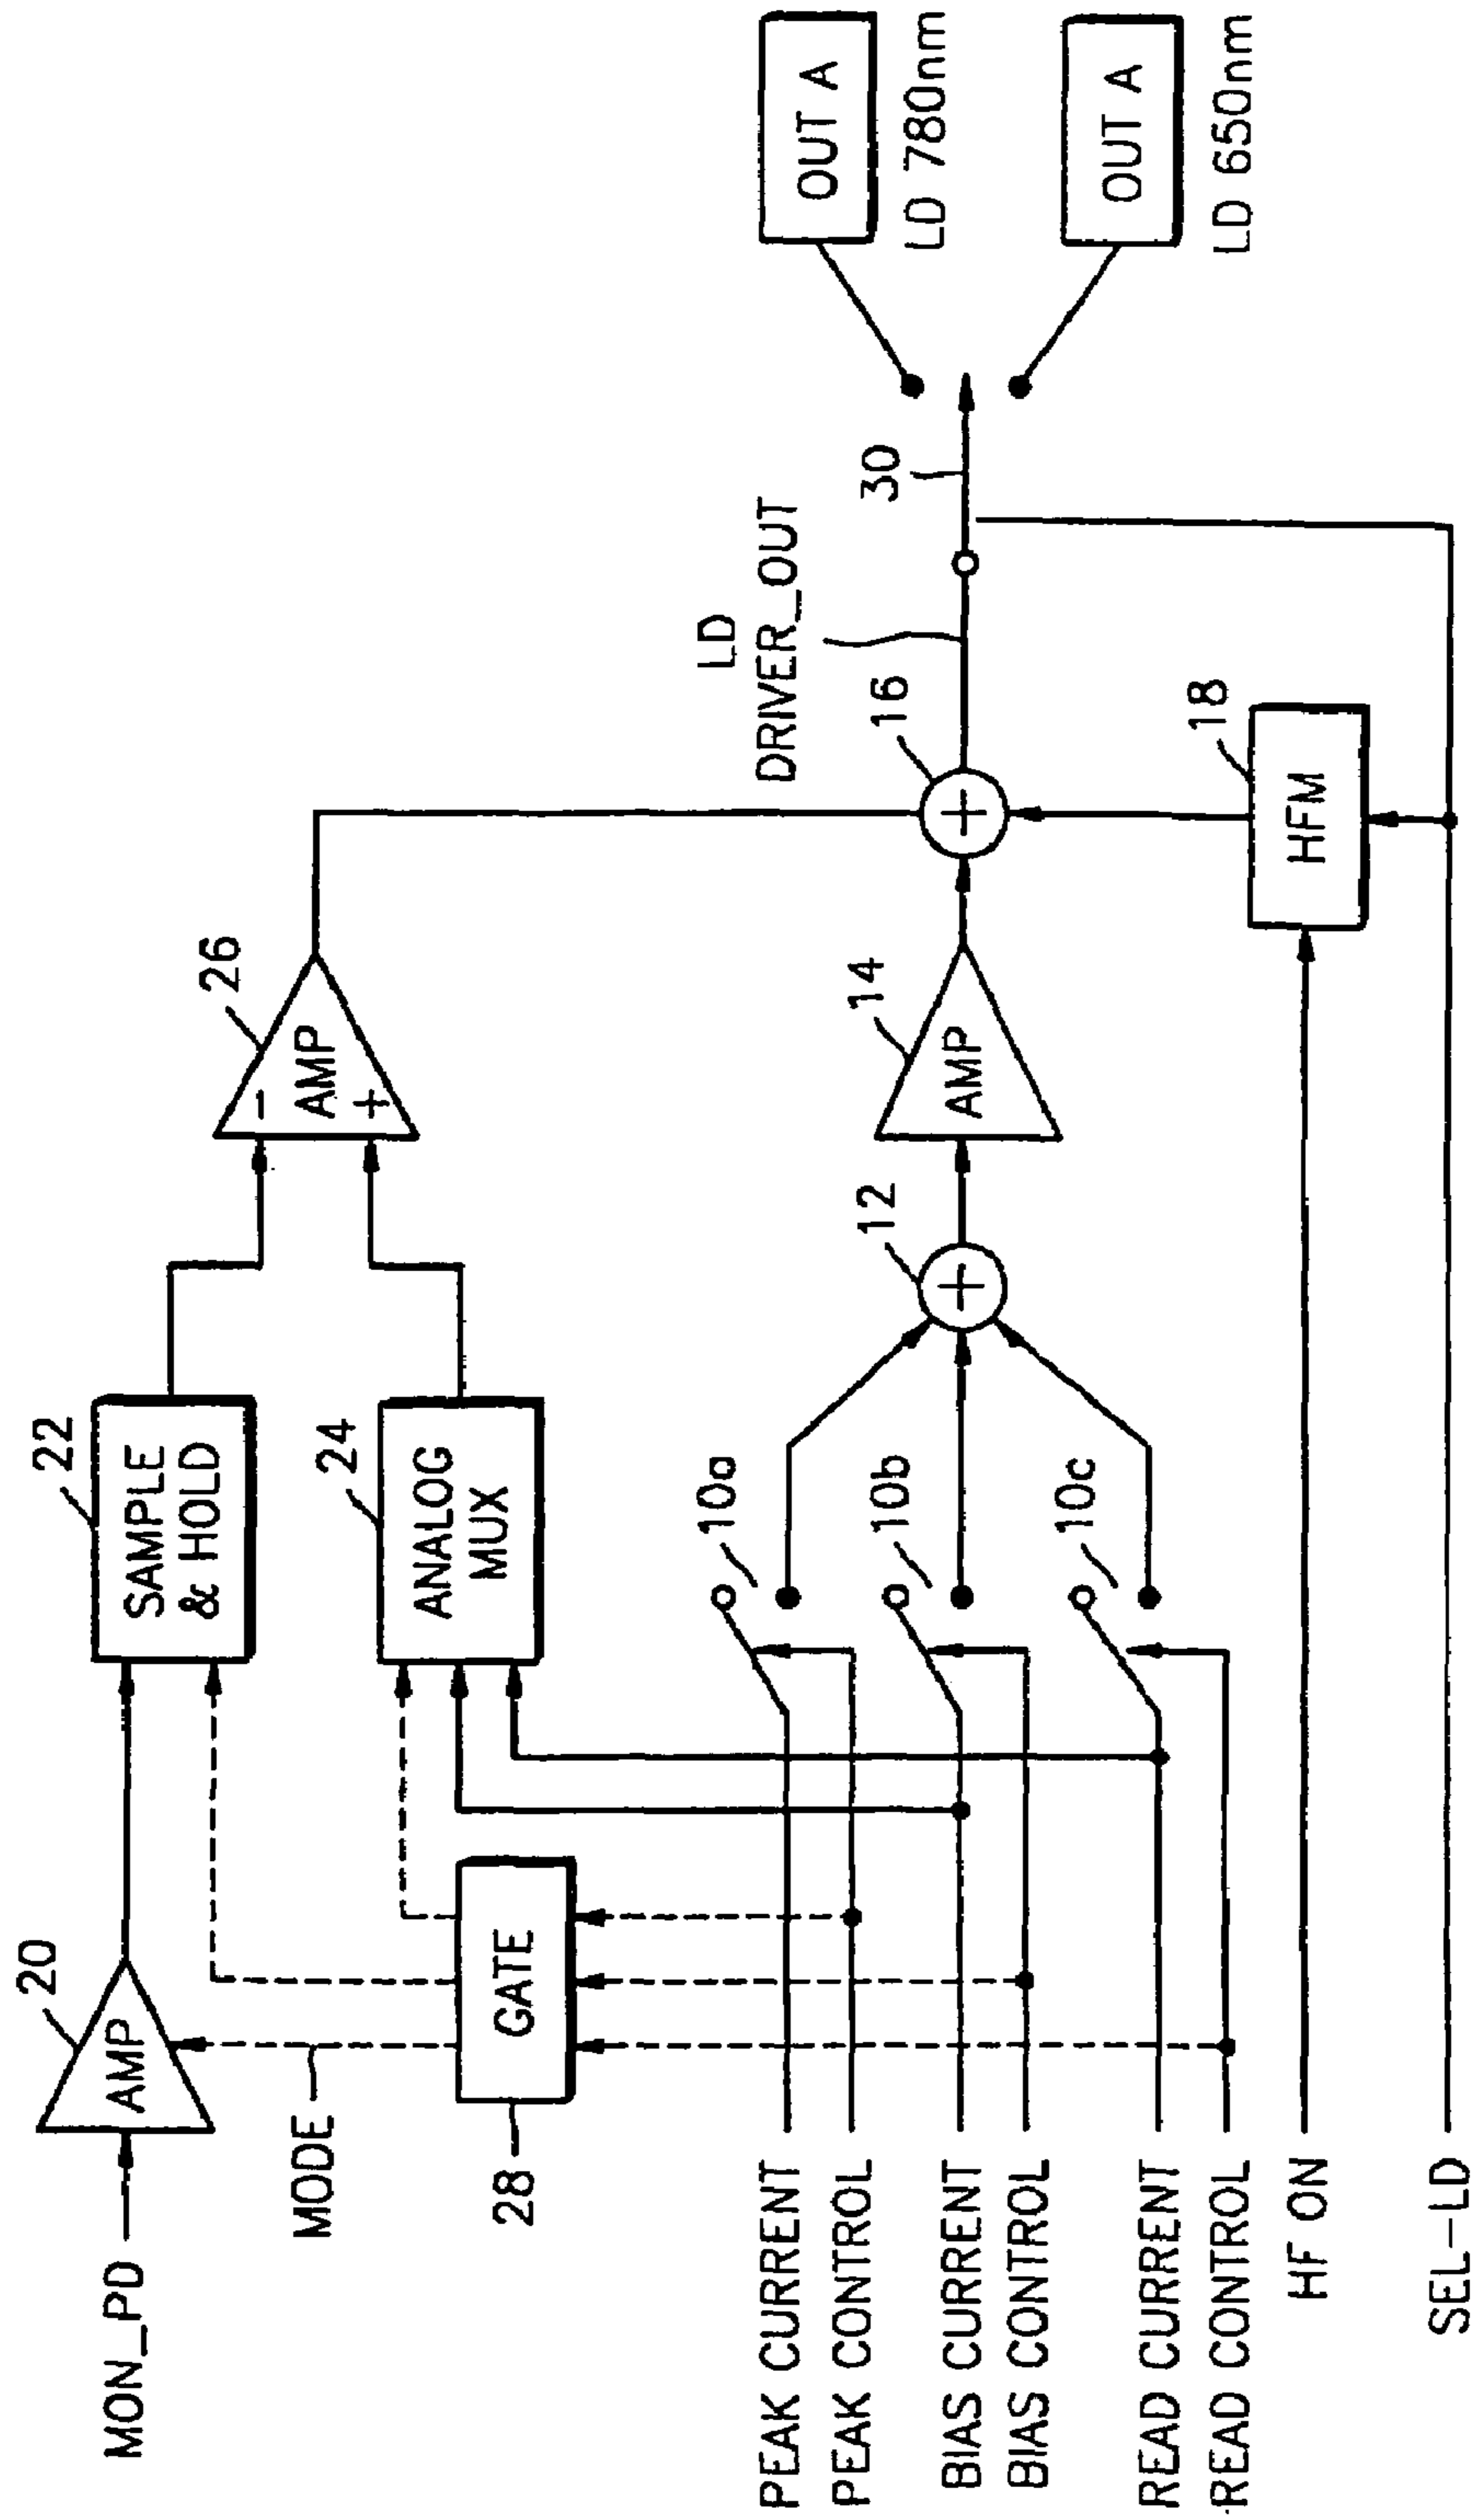 MON_PD
20
AMP
MODE
22
SAMPLE
& HOLD
24
ANALOG
MUX
26
-
AMP
+
28
GATE
PEAK CURRENT
PEAK CONTROL
BIAS CURRENT
BIAS CONTROL
READ CURRENT
READ CONTROL
HF ON
SEL-LD
10a
10b
10c
12
+
14
AMP
16
+
18
HFM
LD
DRIVER_OUT
30
OUT A
LD 780nm
OUT A
LD 650nm